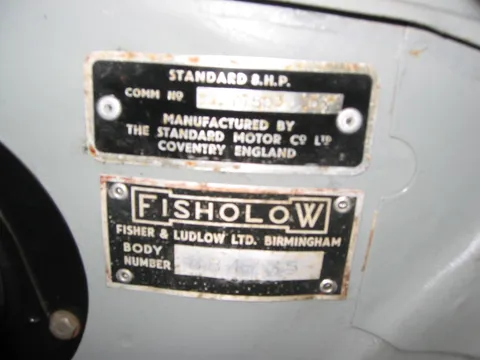 STANDARD 8.H.P.
COMM Nº
MANUFACTURED BY
THE STANDARD MOTOR Cº LTD
COVENTRY ENGLAND
FISHOLOW
FISHER & LUDLOW LTD. BIRMINGHAM
BODY
NUMBER